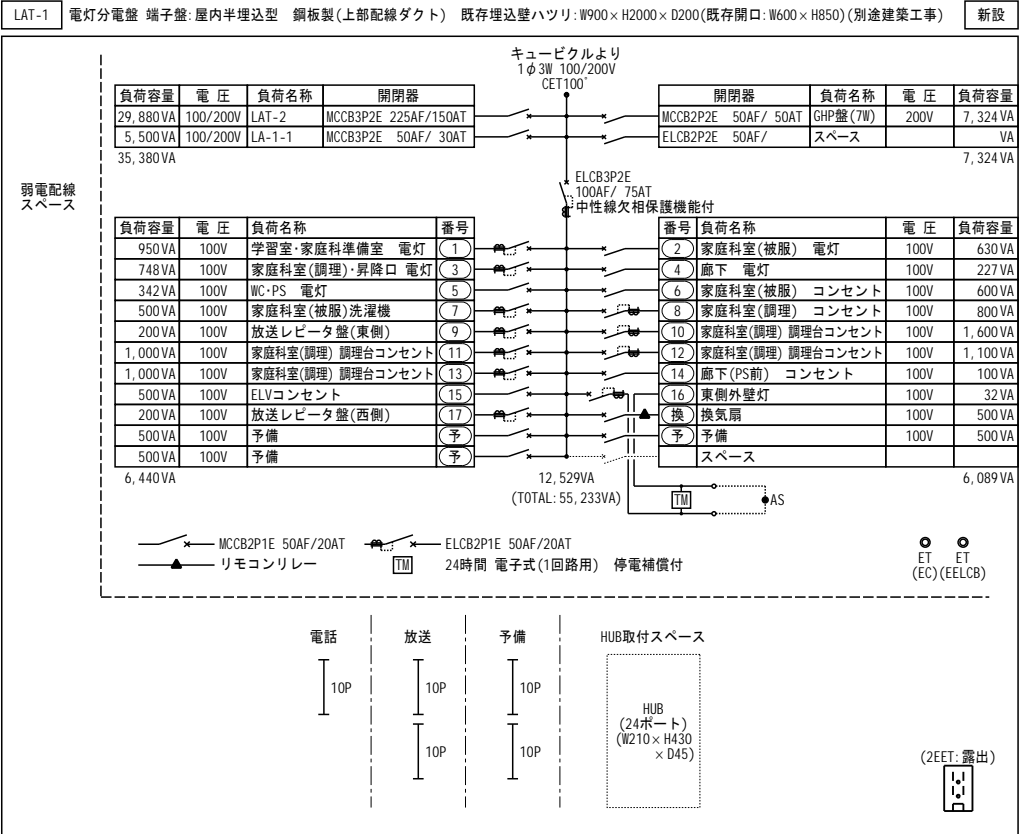 LAT-1 電灯分電盤 端子盤:屋内半埋込型 鋼板製(上部配線ダクト) 既存埋込壁ハツリ:W900×H2000×D200(既存開口:W600×H850)(別途建築工事) 新設
キュービクルより
1φ3W 100/200V
CET100°
負荷容量 電 圧 負荷名称 開閉器 開閉器 負荷名称 電 圧 負荷容量
29,880VA 100/200V LAT-2 MCCB3P2E 225AF/150AT MCCB2P2E 50AF/ 50AT GHP盤(7W) 200V 7,324VA
5,500VA 100/200V LA-1-1 MCCB3P2E 50AF/ 30AT ELCB2P2E 50AF/ スペース VA
35,380VA 7,324VA
弱電配線
スペース
ELCB3P2E
100AF/ 75AT
中性線欠相保護機能付
負荷容量 電 圧 負荷名称 番号 番号 負荷名称 電 圧 負荷容量
950VA 100V 学習室・家庭科準備室 電灯 1 2 家庭科室(被服) 電灯 100V 630VA
748VA 100V 家庭科室(調理)・昇降口 電灯 3 4 廊下 電灯 100V 227VA
342VA 100V WC・PS 電灯 5 6 家庭科室(被服) コンセント 100V 600VA
500VA 100V 家庭科室(被服)洗濯機 7 8 家庭科室(調理) コンセント 100V 800VA
200VA 100V 放送レピータ盤(東側) 9 10 家庭科室(調理) 調理台コンセント 100V 1,600VA
1,000VA 100V 家庭科室(調理) 調理台コンセント 11 12 家庭科室(調理) 調理台コンセント 100V 1,100VA
1,000VA 100V 家庭科室(調理) 調理台コンセント 13 14 廊下(PS前) コンセント 100V 100VA
500VA 100V ELVコンセント 15 16 東側外壁灯 100V 32VA
200VA 100V 放送レピータ盤(西側) 17 換 換気扇 100V 500VA
500VA 100V 予備 予 予 予備 100V 500VA
500VA 100V 予備 予 スペース
6,440VA 12,529VA 6,089VA
(TOTAL:55,233VA) TM AS
MCCB2P1E 50AF/20AT ELCB2P1E 50AF/20AT
リモコンリレー TM 24時間 電子式(1回路用) 停電補償付
ET ET
(EC)(EELCB)
電話 放送 予備 HUB取付スペース
10P 10P 10P
HUB
(24ポート)
(W210×H430
×D45)
10P 10P
(2EET:露出)